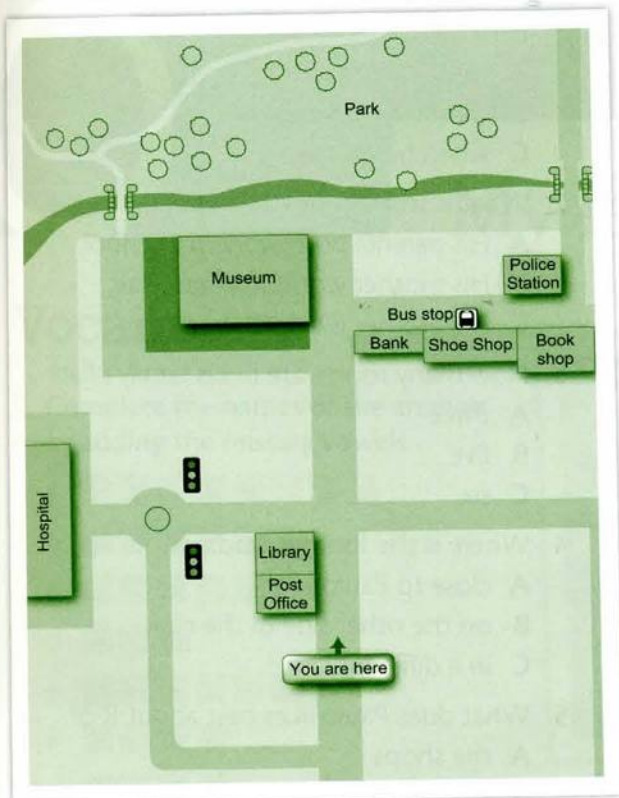 Park
Museum
Police
Station
Bus stop
Bank
Shoe Shop
Book
shop
Hospital
Library
Post
Office
You are here